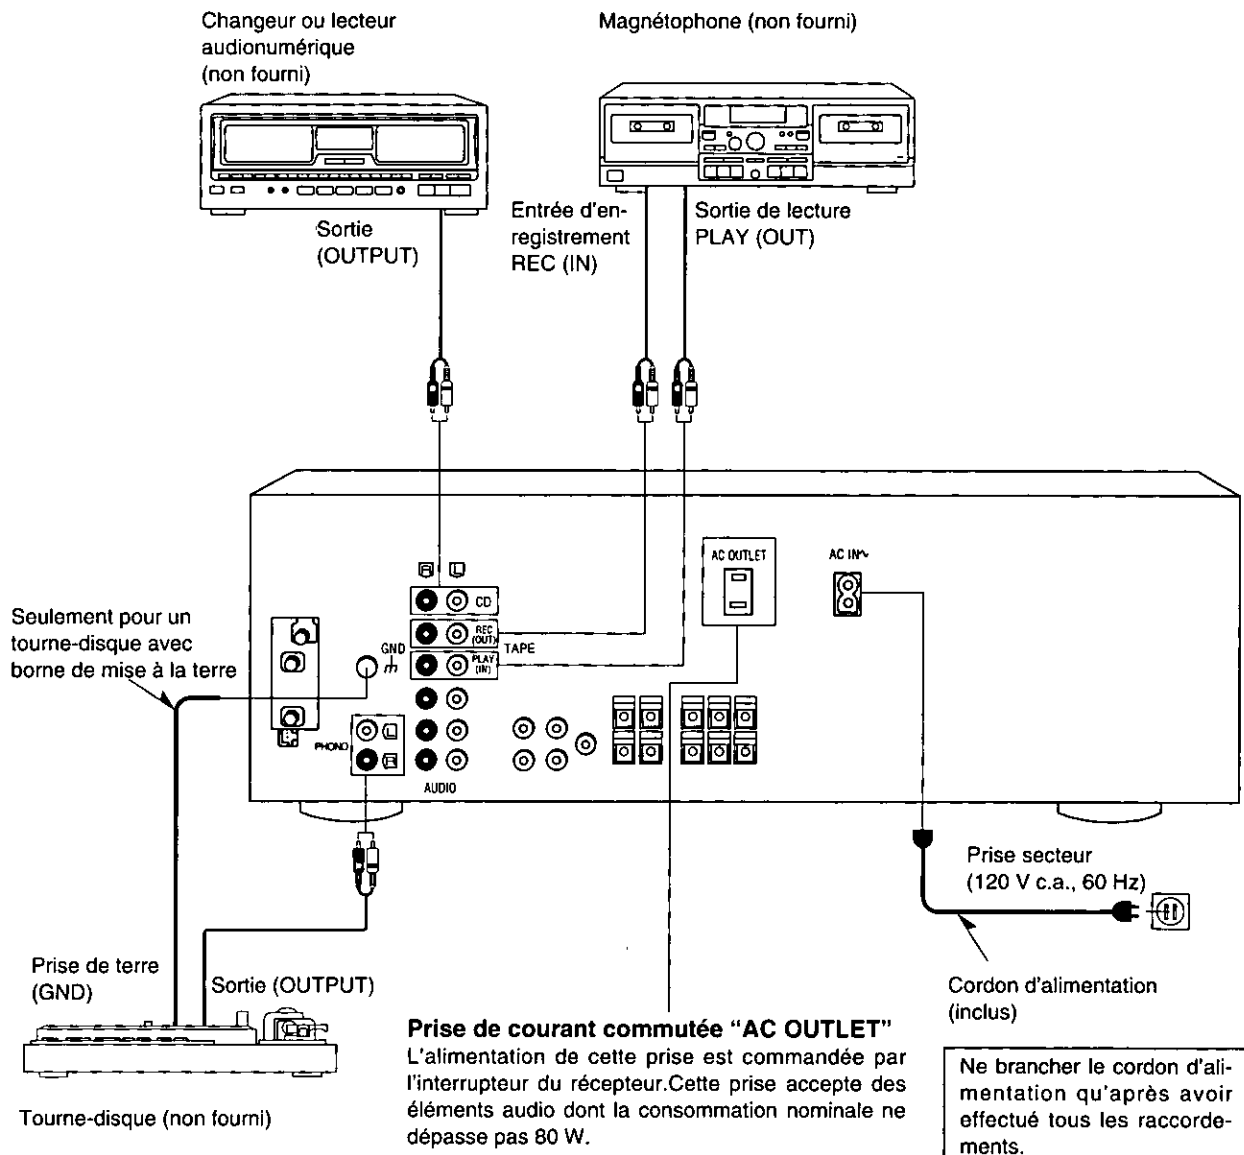 Changeur ou lecteur
audionumérique
(non fourni)
Magnétophone (non fourni)
Sortie
(OUTPUT)
Entrée d'en-
registrement
REC (IN)
Sortie de lecture
PLAY (OUT)
AC OUTLET
AC IN~
R L
CD
REC
(OUT)
TAPE
PLAY
(IN)
GND
Seulement pour un
tourne-disque avec
borne de mise à la terre
L
PHONO
R
AUDIO
Prise secteur
(120 V c.a., 60 Hz)
Prise de terre
(GND)
Sortie (OUTPUT)
Cordon d'alimentation
(inclus)
Tourne-disque (non fourni)
Prise de courant commutée “AC OUTLET”
L'alimentation de cette prise est commandée par
l'interrupteur du récepteur.Cette prise accepte des
éléments audio dont la consommation nominale ne
dépasse pas 80 W.
Ne brancher le cordon d'ali-
mentation qu'après avoir
effectué tous les raccorde-
ments.